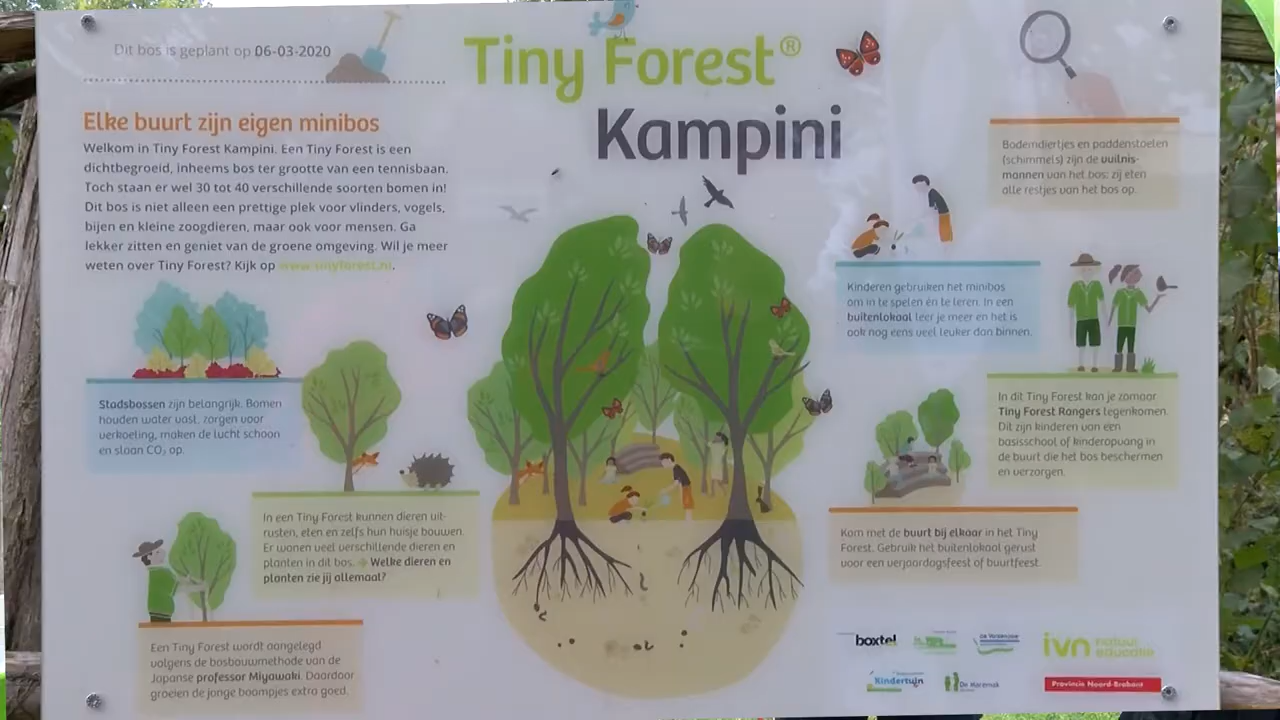 Dit bos is geplant op 06-03-2020
Tiny Forest®
Kampini
Elke buurt zijn eigen minibos
Welkom in Tiny Forest Kampini. Een Tiny Forest is een
dichtbegroeid, inheems bos ter grootte van een tennisbaan.
Toch staan er wel 30 tot 40 verschillende soorten bomen in!
Dit bos is niet alleen een prettige plek voor vlinders, vogels,
bijen en kleine zoogdieren, maar ook voor mensen. Ga
lekker zitten en geniet van de groene omgeving. Wil je meer
weten over Tiny Forest? Kijk op www.tinyforest.nl.
Stadsbossen zijn belangrijk. Bomen
houden water vast, zorgen voor
verkoeling, maken de lucht schoon
en slaan CO₂ op.
In een Tiny Forest kunnen dieren uit-
rusten, eten en zelfs hun huisje bouwen.
Er wonen veel verschillende dieren en
planten in dit bos. Welke dieren en
planten zie jij allemaal?
Een Tiny Forest wordt aangelegd
volgens de bosbouwmethode van de
Japanse professor Miyawaki. Daardoor
groeien de jonge boompjes extra goed.
Bodemdiertjes en paddenstoelen
(schimmels) zijn de vuilnis-
mannen van het bos: zij eten
alle restjes van het bos op.
Kinderen gebruiken het minibos
om in te spelen én te leren. In een
buitenlokaal leer je meer en het is
ook nog eens veel leuker dan binnen.
In dit Tiny Forest kan je zomaar
Tiny Forest Rangers tegenkomen.
Dit zijn kinderen van een
basisschool of kinderopvang in
de buurt die het bos beschermen
en verzorgen.
Kom met de buurt bij elkaar in het Tiny
Forest. Gebruik het buitenlokaal gerust
voor een verjaardagsfeest of buurtfeest.
boxtel
ivn natuur
educatie
Kindertuin
De Maremak
Provincie Noord-Brabant